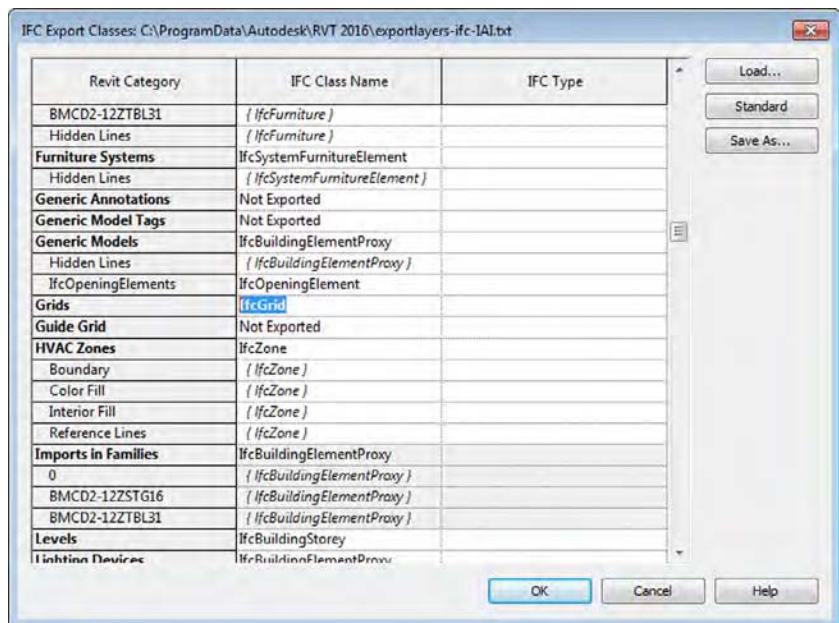 IFC Export Classes: C:\ProgramData\Autodesk\RVT 2016\exportlayers-ifc-IAI.txt
Revit Category IFC Class Name IFC Type
BMCD2-12ZTBL31 { IfcFurniture }
Hidden Lines { IfcFurniture }
Furniture Systems IfcSystemFurnitureElement
Hidden Lines { IfcSystemFurnitureElement }
Generic Annotations Not Exported
Generic Model Tags Not Exported
Generic Models IfcBuildingElementProxy
Hidden Lines { IfcBuildingElementProxy }
IfcOpeningElements IfcOpeningElement
Grids IfcGrid
Guide Grid Not Exported
HVAC Zones IfcZone
Boundary { IfcZone }
Color Fill { IfcZone }
Interior Fill { IfcZone }
Reference Lines { IfcZone }
Imports in Families IfcBuildingElementProxy
0 { IfcBuildingElementProxy }
BMCD2-12ZSTG16 { IfcBuildingElementProxy }
BMCD2-12ZTBL31 { IfcBuildingElementProxy }
Levels IfcBuildingStorey
Lighting Devices IfcBuildingElementProxy
Load...
Standard
Save As...
OK Cancel Help